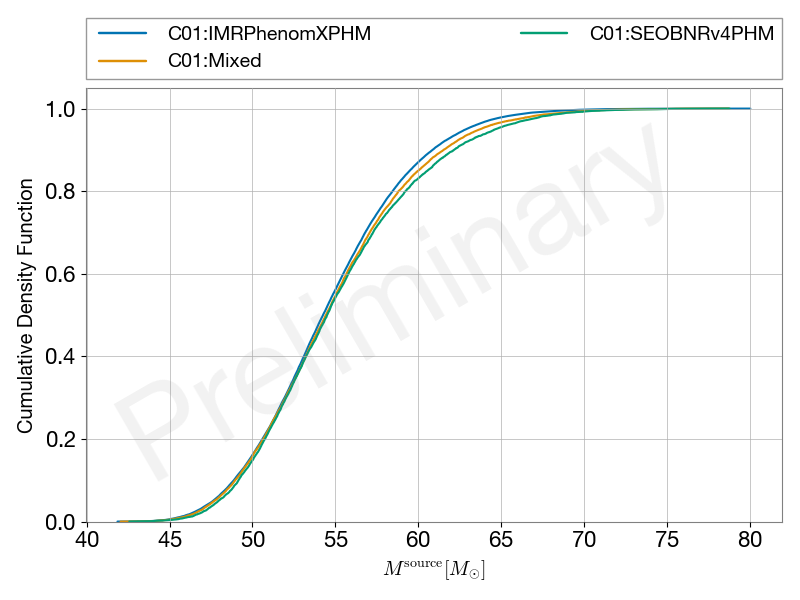 C01:IMRPhenomXPHM
C01:Mixed
C01:SEOBNRv4PHM
Cumulative Density Function
1.0
0.8
0.6
0.4
0.2
0.0
Preliminary
40 45 50 55 60 65 70 75 80
M^source [M_⊙]